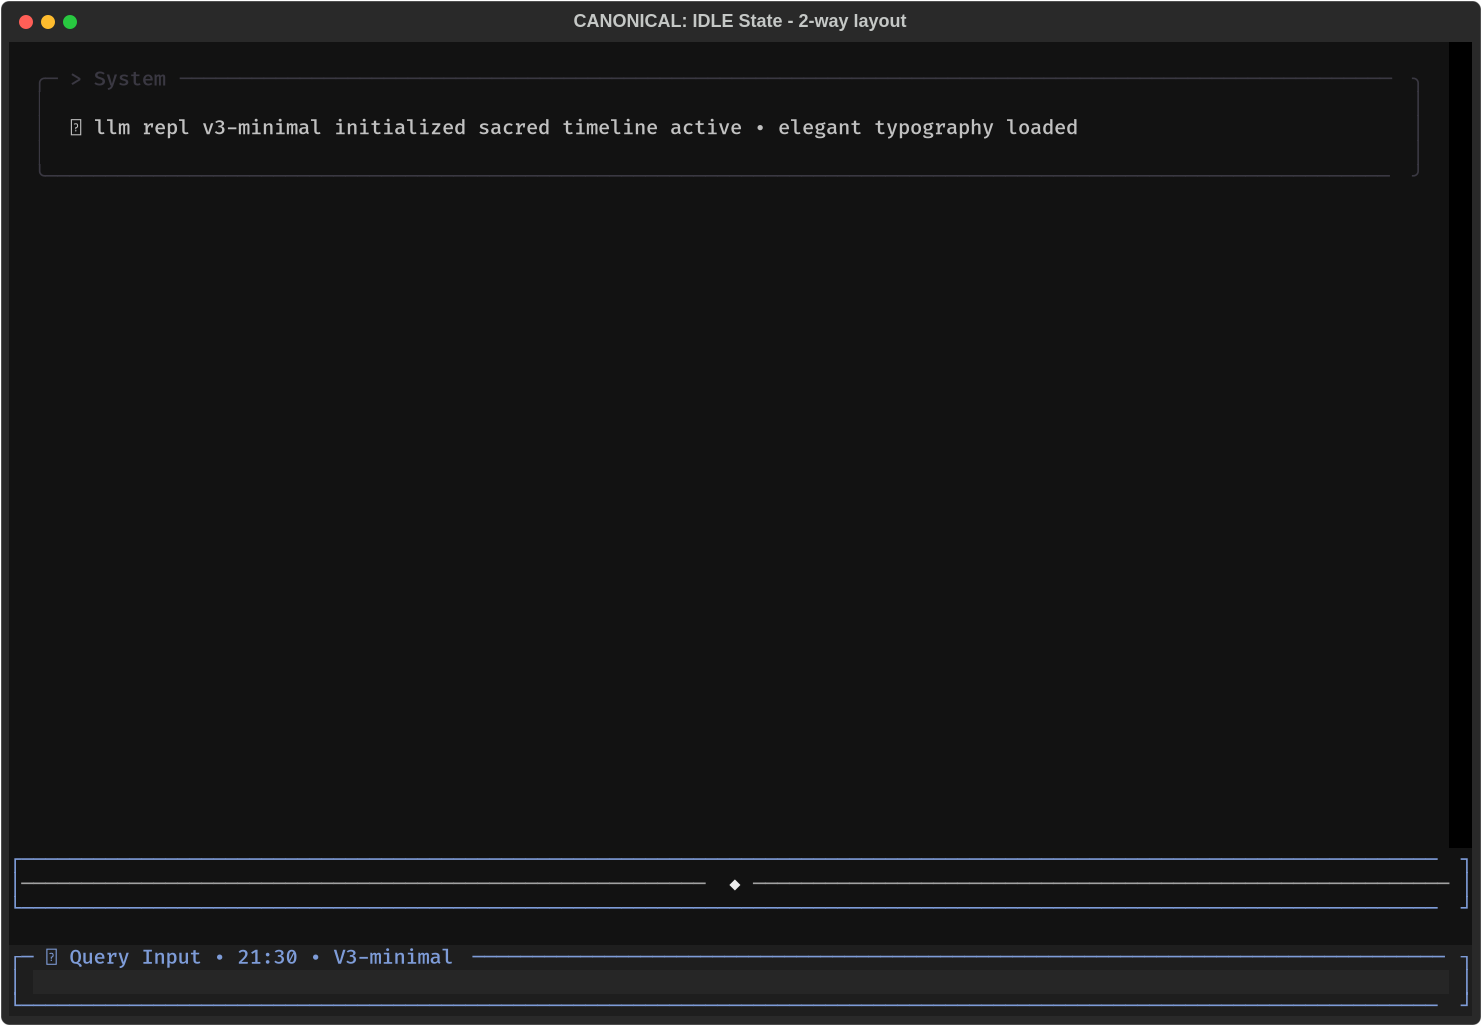 CANONICAL: IDLE State - 2-way layout
> System
llm repl v3-minimal initialized sacred timeline active • elegant typography loaded
◆
Query Input • 21:30 • V3-minimal